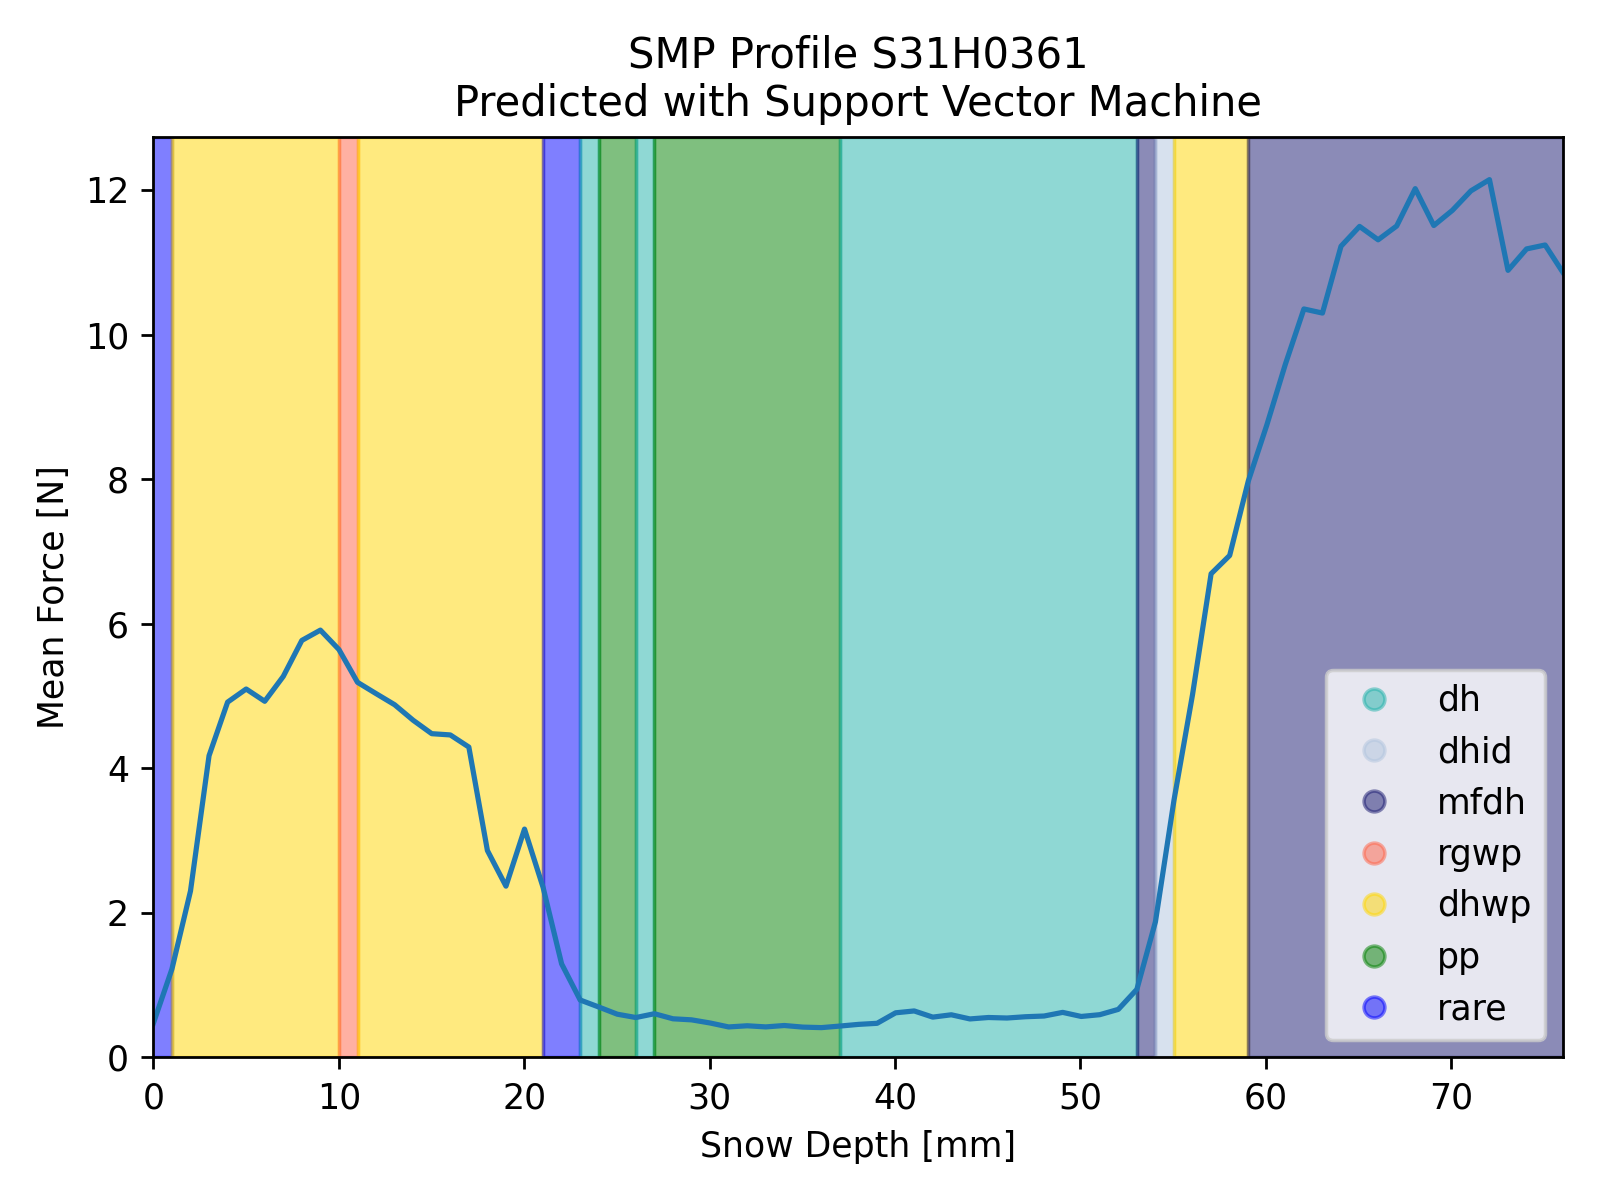 SMP Profile S31H0361
Predicted with Support Vector Machine
Mean Force [N]
12
10
8
6
4
2
0
0 10 20 30 40 50 60 70
Snow Depth [mm]
dh
dhid
mfdh
rgwp
dhwp
pp
rare